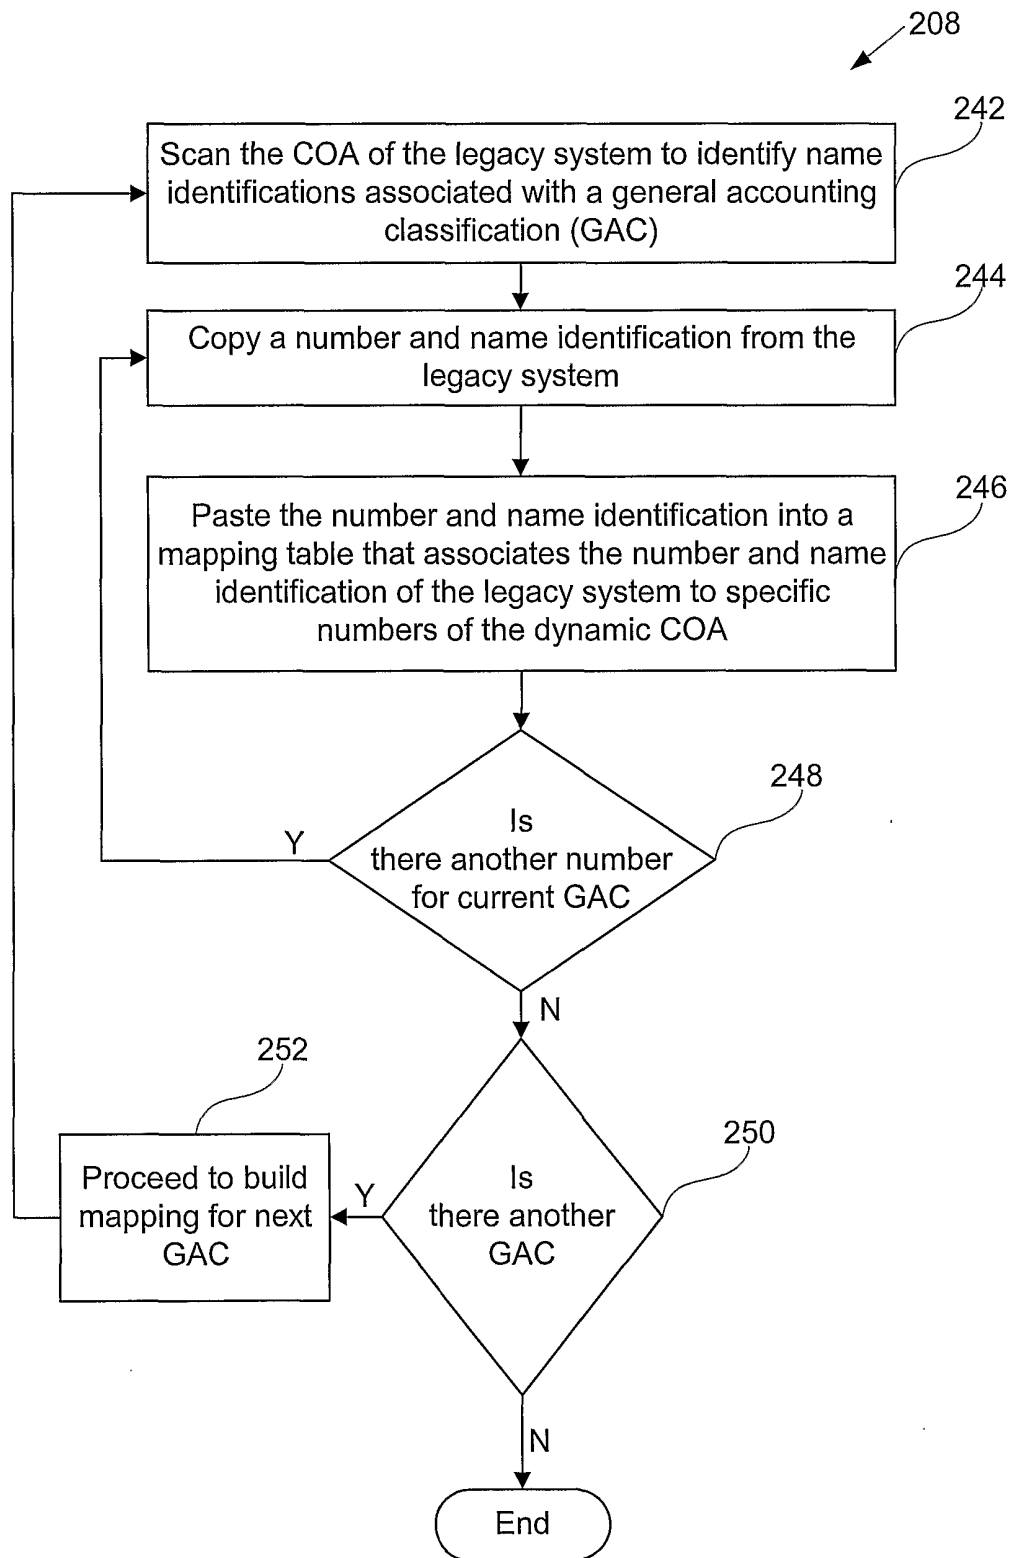 208
242
Scan the COA of the legacy system to identify name
identifications associated with a general accounting
classification (GAC)
244
Copy a number and name identification from the
legacy system
246
Paste the number and name identification into a
mapping table that associates the number and name
identification of the legacy system to specific
numbers of the dynamic COA
248
Is
there another number
for current GAC
Y
N
252
250
Proceed to build
mapping for next
GAC
Y
Is
there another
GAC
N
End